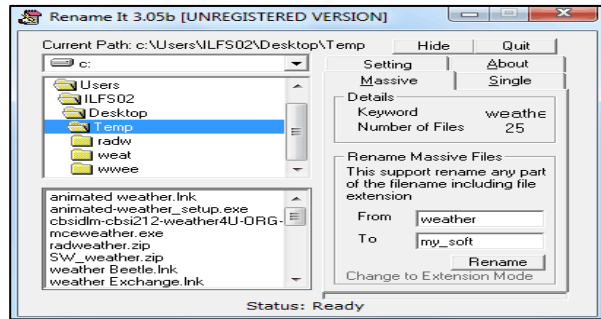 Rename It 3.05b [UNREGISTERED VERSION]
Current Path: c:\Users\ILFS02\Desktop\Temp
Hide
Quit
c:
Setting
About
Massive
Single
Users
ILFS02
Desktop
Temp
radw
weat
wwee
Details
Keyword weathe
Number of Files 25
Rename Massive Files
This support rename any part
of the filename including file
extension
From weather
To my_soft
Rename
Change to Extension Mode
animated weather.lnk
animated-weather_setup.exe
cbsidlm-cbsi212-weather4U-ORG-
mceweather.exe
radweather.zip
SW_weather.zip
weather Beetle.lnk
weather Exchange.lnk
Status: Ready